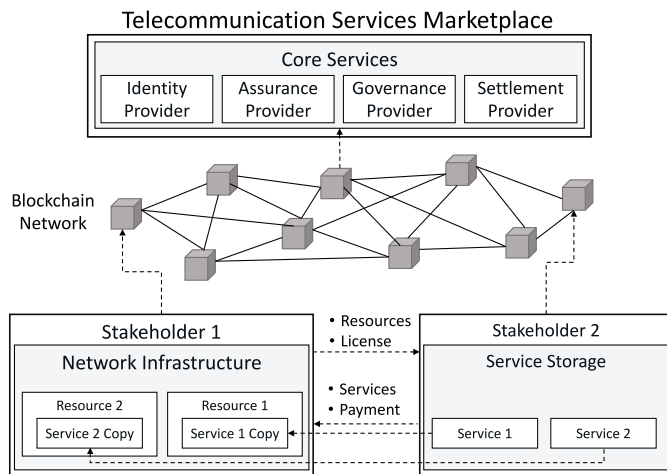 Telecommunication Services Marketplace
Core Services
Identity
Provider
Assurance
Provider
Governance
Provider
Settlement
Provider
Blockchain
Network
Stakeholder 1
Network Infrastructure
Resource 2
Service 2 Copy
Resource 1
Service 1 Copy
• Resources
• License
• Services
• Payment
Stakeholder 2
Service Storage
Service 1
Service 2